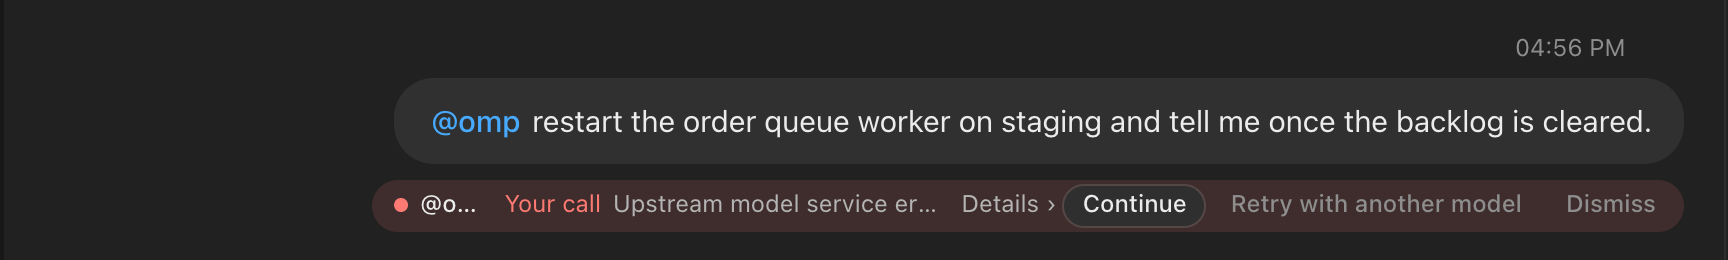 04:56 PM
@omp restart the order queue worker on staging and tell me once the backlog is cleared.
@o... Your call Upstream model service er... Details › Continue Retry with another model Dismiss